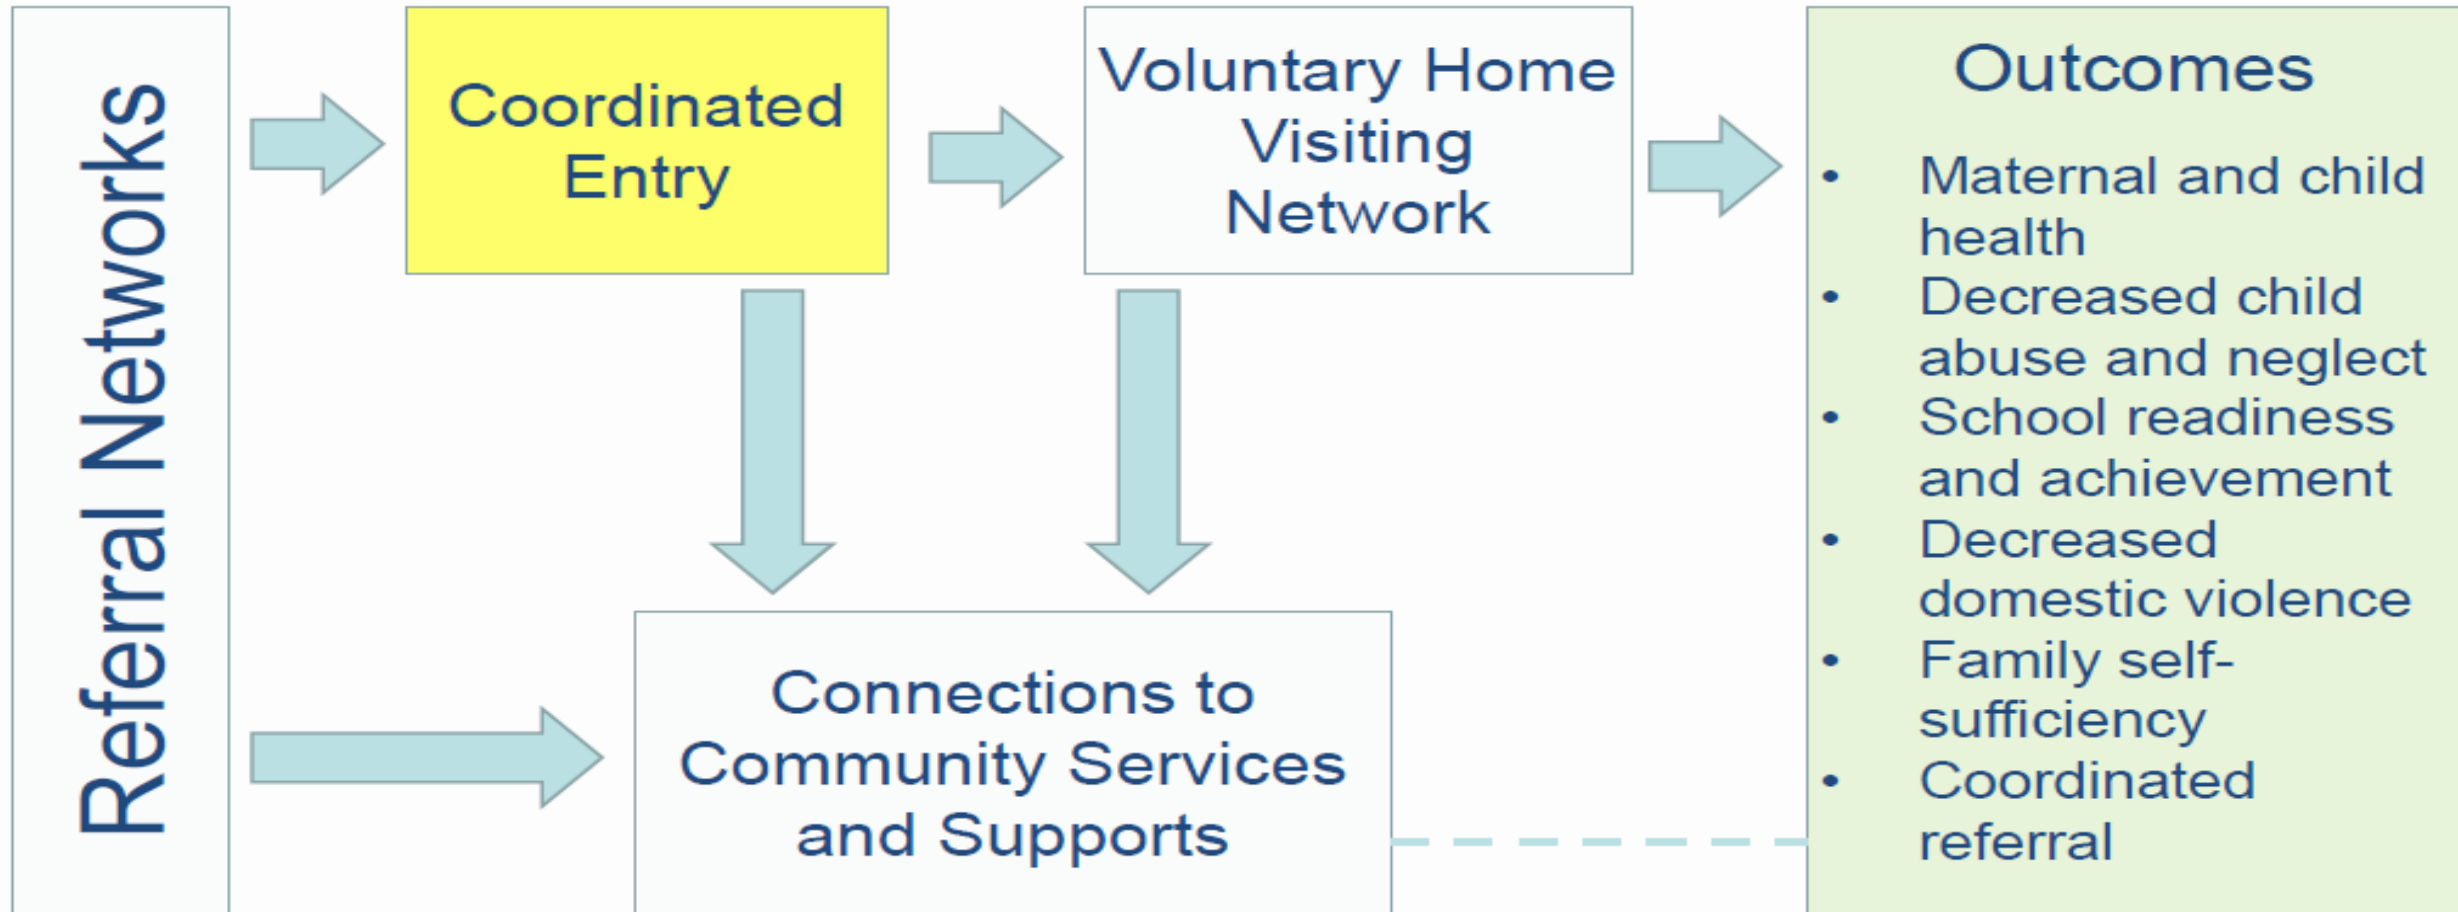 Referral Networks
Coordinated
Entry
Voluntary Home
Visiting
Network
Connections to
Community Services
and Supports
Outcomes
• Maternal and child
health
• Decreased child
abuse and neglect
• School readiness
and achievement
• Decreased
domestic violence
• Family self-
sufficiency
• Coordinated
referral